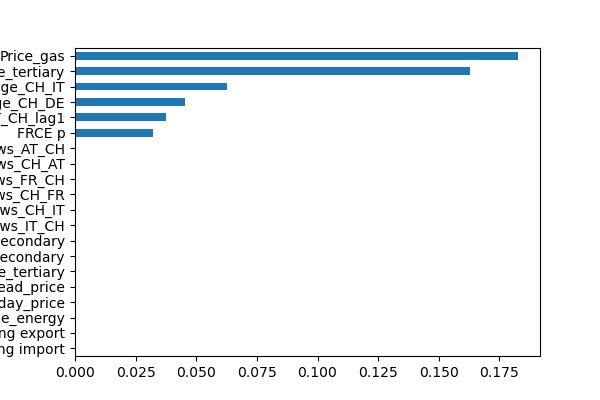 Price_gas
e_tertiary
ge_CH_IT
ge_CH_DE
_CH_lag1
FRCE p
ws_AT_CH
ws_CH_AT
ws_FR_CH
ws_CH_FR
ws_CH_IT
ws_IT_CH
econdary
econdary
e_tertiary
ead_price
day_price
e_energy
ng export
ng import
0.000 0.025 0.050 0.075 0.100 0.125 0.150 0.175